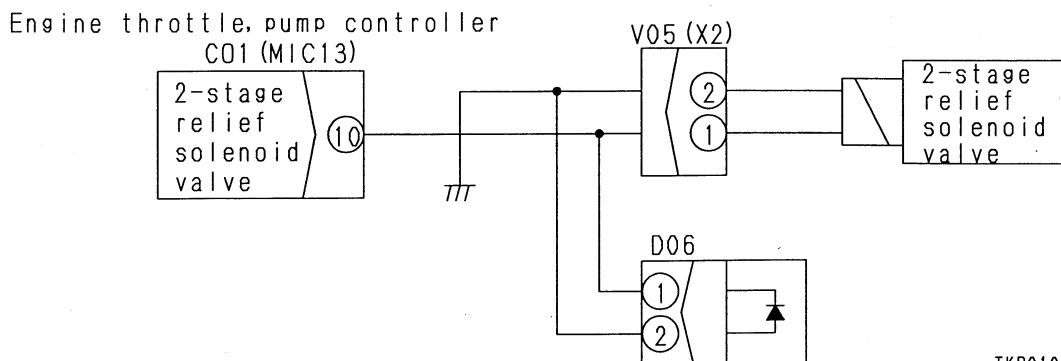 Engine throttle, pump controller
C01 (MIC13)
2-stage
relief
solenoid
valve
10
V05 (X2)
2
1
2-stage
relief
solenoid
valve
D06
1
2